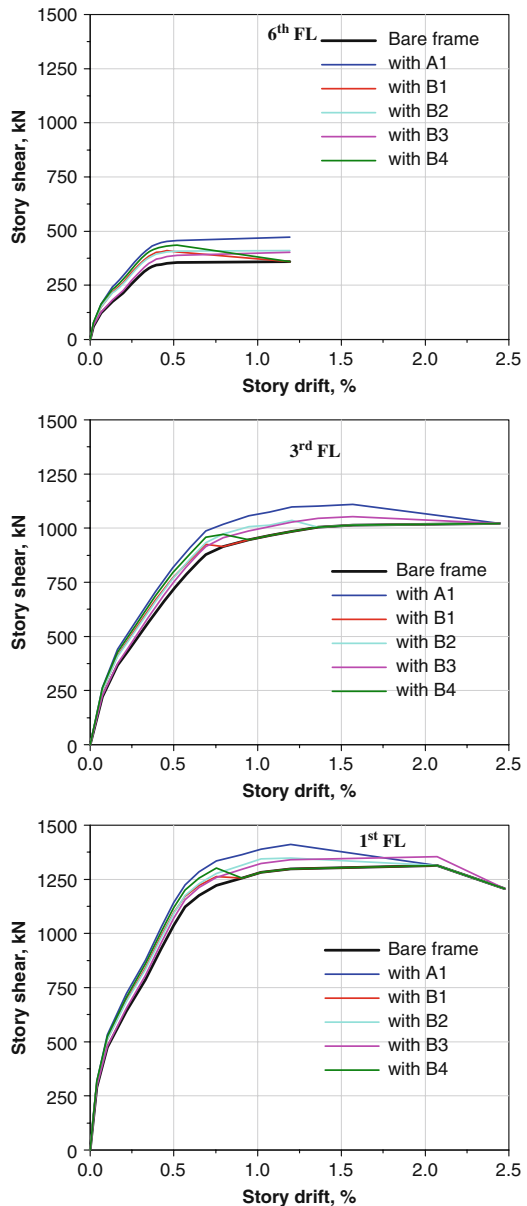 6th FL
Bare frame
with A1
with B1
with B2
with B3
with B4
1500
1250
1000
750
500
250
0
Story shear, kN
0.0 0.5 1.0 1.5 2.0 2.5
Story drift, %
3rd FL
Bare frame
with A1
with B1
with B2
with B3
with B4
1500
1250
1000
750
500
250
0
Story shear, kN
0.0 0.5 1.0 1.5 2.0 2.5
Story drift, %
1st FL
Bare frame
with A1
with B1
with B2
with B3
with B4
1500
1250
1000
750
500
250
0
Story shear, kN
0.0 0.5 1.0 1.5 2.0 2.5
Story drift, %